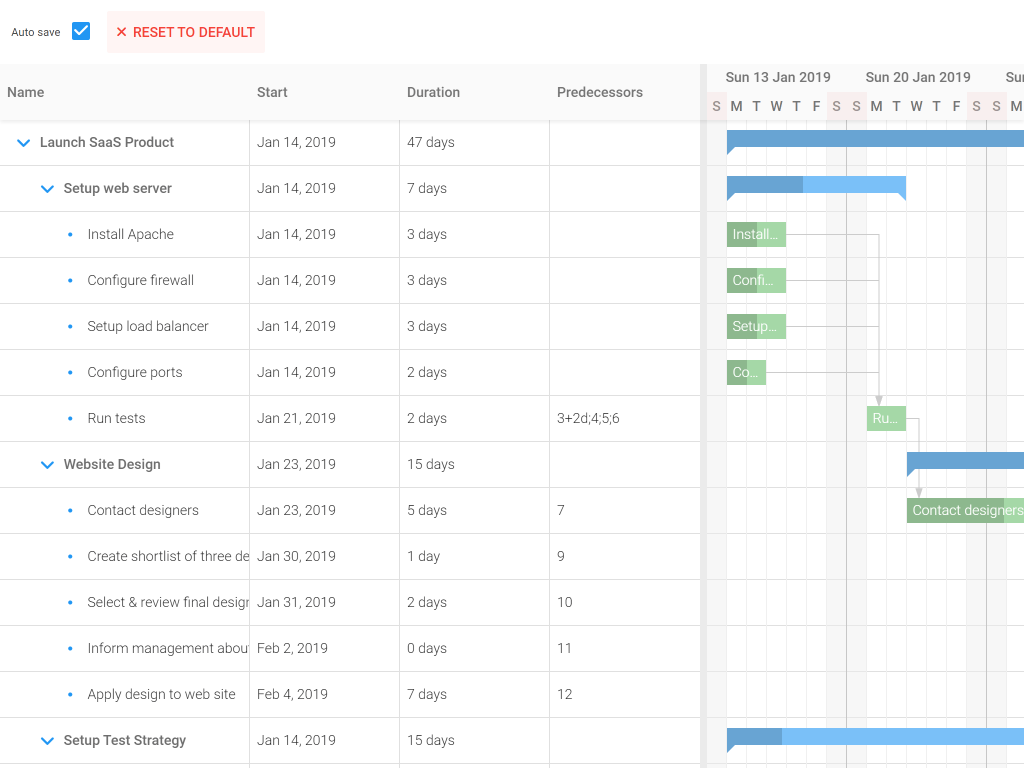 Auto save RESET TO DEFAULT
Name Start Duration Predecessors Sun 13 Jan 2019 Sun 20 Jan 2019 Su
S M T W T F S S M T W T F S S M
Launch SaaS Product Jan 14, 2019 47 days
Setup web server Jan 14, 2019 7 days
Install Apache Jan 14, 2019 3 days Install...
Configure firewall Jan 14, 2019 3 days Confi...
Setup load balancer Jan 14, 2019 3 days Setup...
Configure ports Jan 14, 2019 2 days Co...
Run tests Jan 21, 2019 2 days 3+2d;4;5;6 Ru...
Website Design Jan 23, 2019 15 days
Contact designers Jan 23, 2019 5 days 7 Contact designers
Create shortlist of three de Jan 30, 2019 1 day 9
Select & review final design Jan 31, 2019 2 days 10
Inform management about Feb 2, 2019 0 days 11
Apply design to web site Feb 4, 2019 7 days 12
Setup Test Strategy Jan 14, 2019 15 days